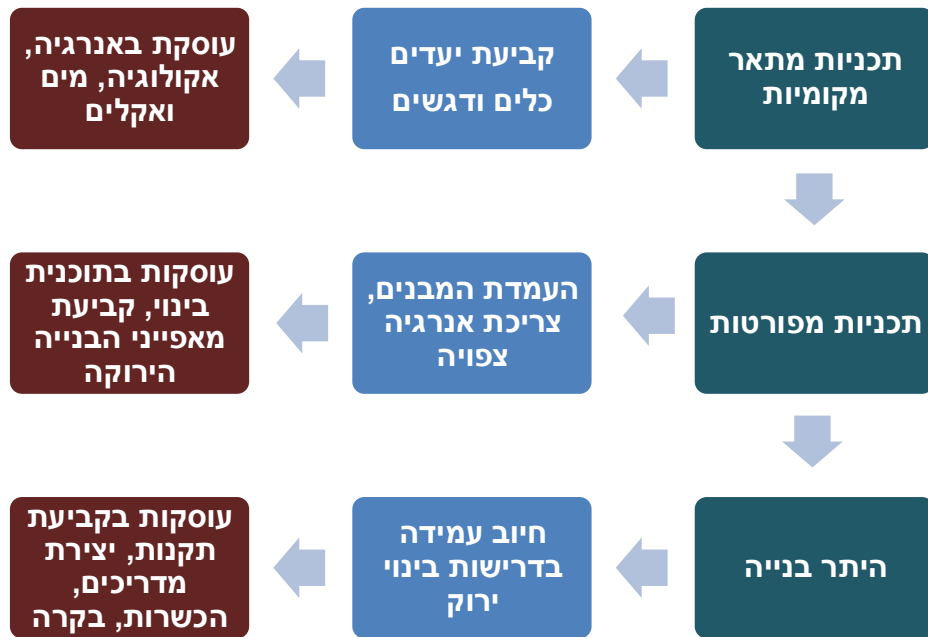 תכניות מתאר
מקומיות
קביעת יעדים
כלים ודגשים
עוסקת באנרגיה,
אקולוגיה, מים
ואקלים
תכניות מפורטות
העמדת המבנים,
צריכת אנרגיה
צפויה
עוסקות בתוכנית
בינוי, קביעת
מאפייני הבנייה
הירוקה
היתר בנייה
חיוב עמידה
בדרישות בינוי
ירוק
עוסקות בקביעת
תקנות, יצירת
מדריכים,
הכשרות, בקרה